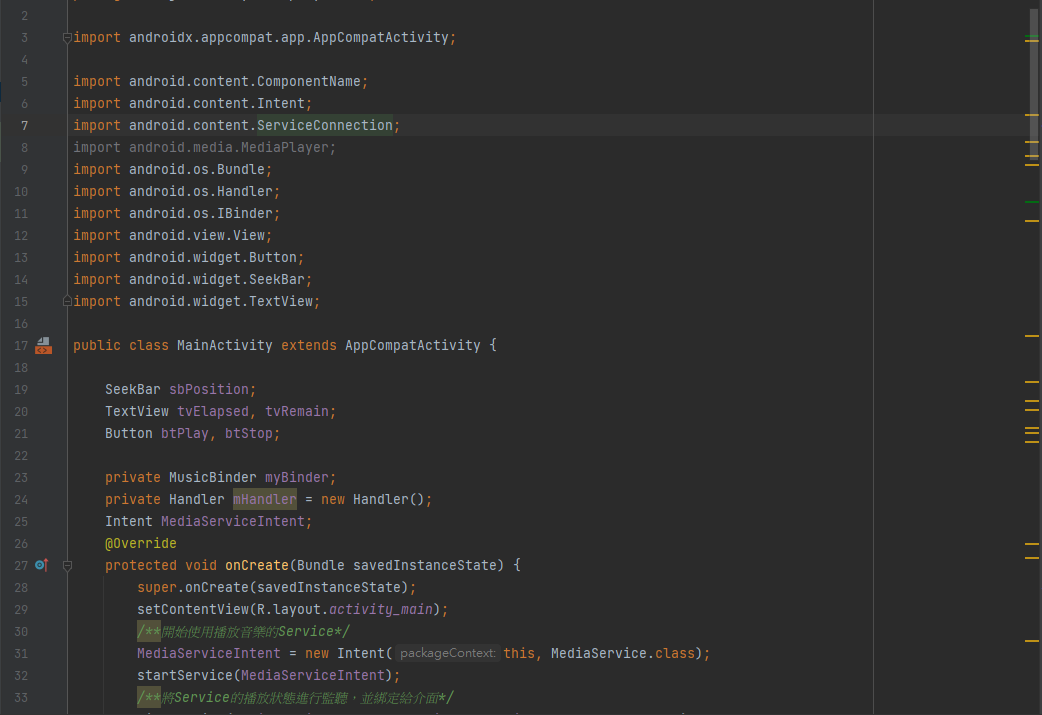 2
3 import androidx.appcompat.app.AppCompatActivity;
4
5 import android.content.ComponentName;
6 import android.content.Intent;
7 import android.content.ServiceConnection;
8 import android.media.MediaPlayer;
9 import android.os.Bundle;
10 import android.os.Handler;
11 import android.os.IBinder;
12 import android.view.View;
13 import android.widget.Button;
14 import android.widget.SeekBar;
15 import android.widget.TextView;
16
17 public class MainActivity extends AppCompatActivity {
18
19 SeekBar sbPosition;
20 TextView tvElapsed, tvRemain;
21 Button btPlay, btStop;
22
23 private MusicBinder myBinder;
24 private Handler mHandler = new Handler();
25 Intent MediaServiceIntent;
26 @Override
27 protected void onCreate(Bundle savedInstanceState) {
28 super.onCreate(savedInstanceState);
29 setContentView(R.layout.activity_main);
30 /**開始使用播放音樂的Service*/
31 MediaServiceIntent = new Intent( packageContext: this, MediaService.class);
32 startService(MediaServiceIntent);
33 /**將Service的播放狀態進行監聽，並綁定給介面*/